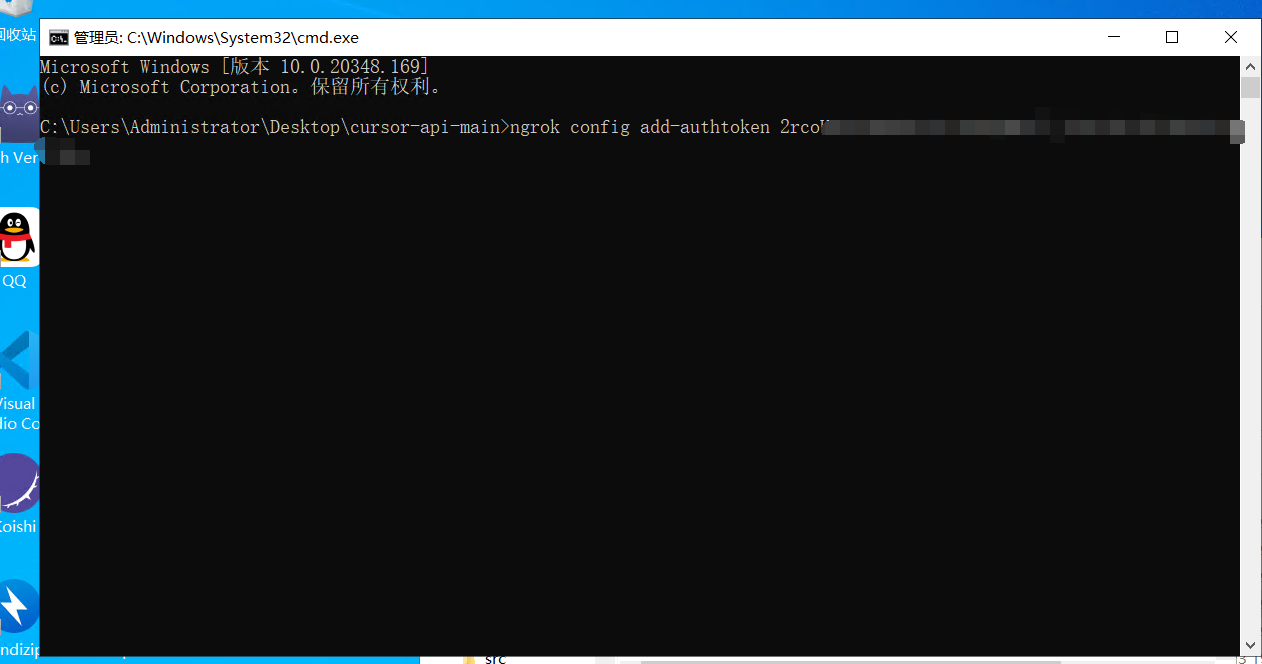 回收站
管理员: C:\Windows\System32\cmd.exe
Microsoft Windows [版本 10.0.20348.169]
(c) Microsoft Corporation。保留所有权利。
C:\Users\Administrator\Desktop\cursor-api-main>ngrok config add-authtoken 2rco
h Ver
QQ
Visual
dio Co
Koishi
ndizip
src